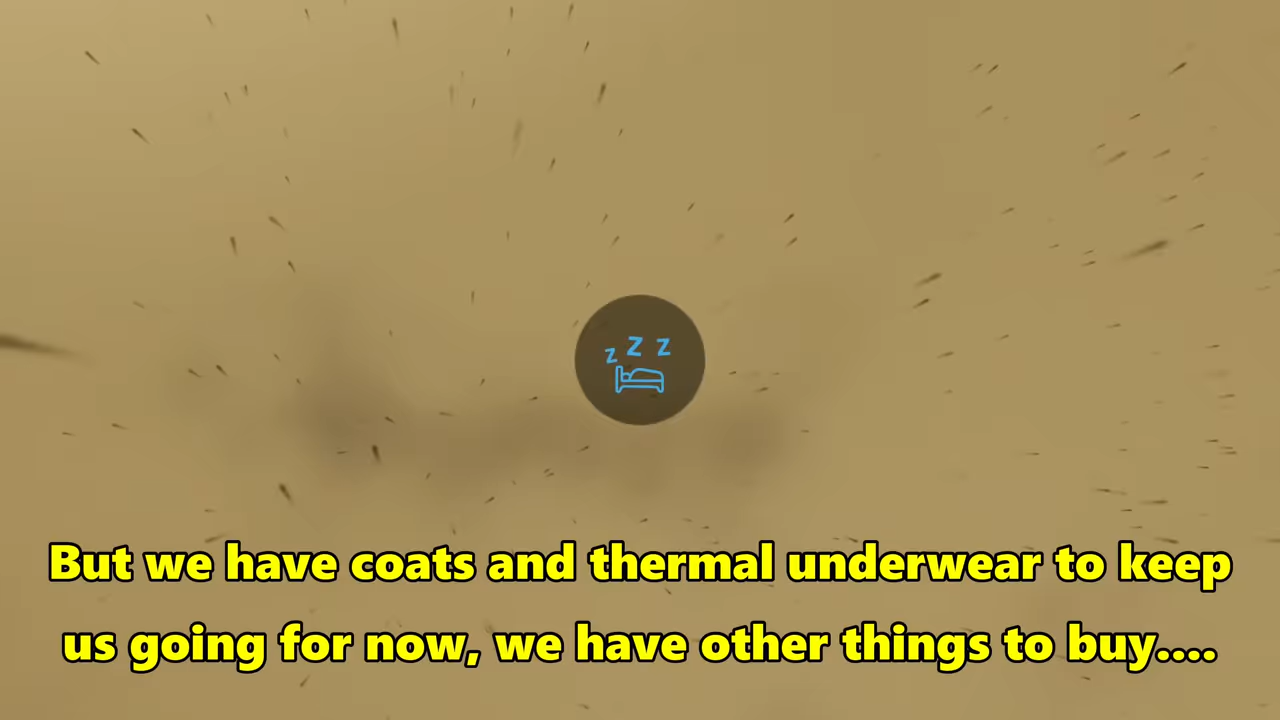 z z z
But we have coats and thermal underwear to keep
us going for now, we have other things to buy....